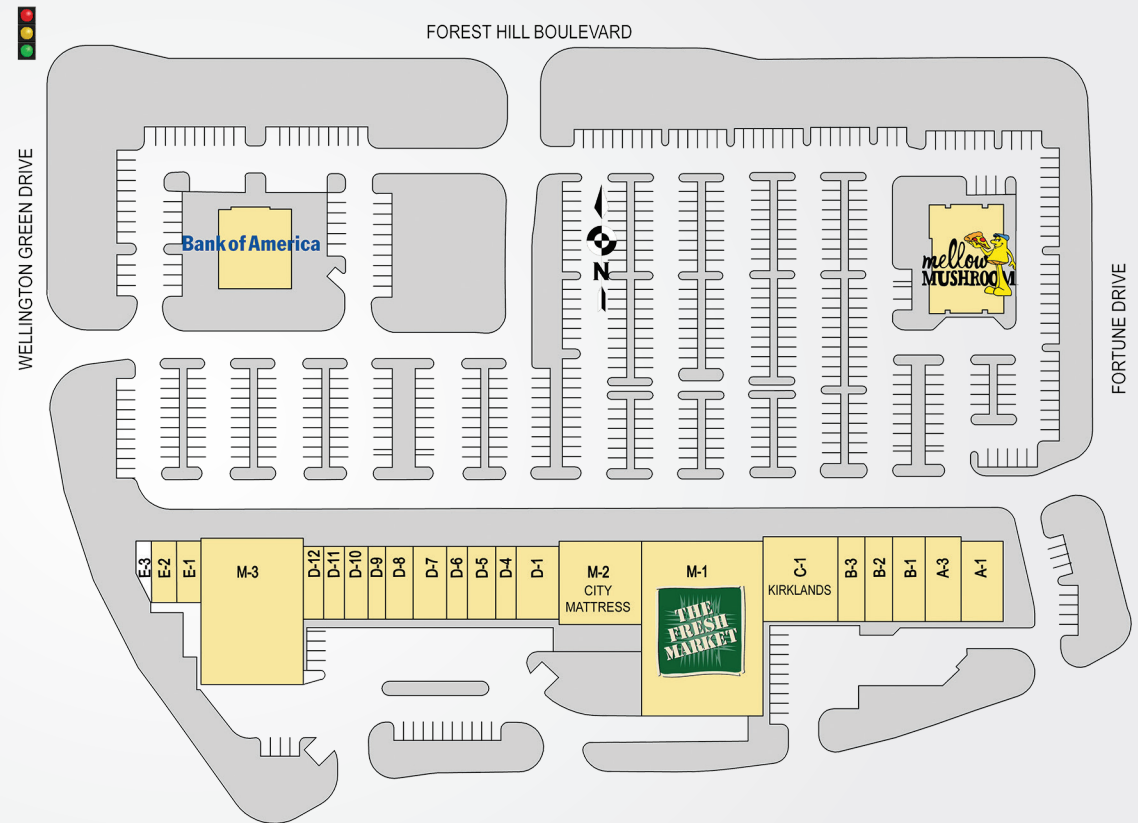 FOREST HILL BOULEVARD
WELLINGTON GREEN DRIVE
Bank of America
N
mellow
MUSHROOM
FORTUNE DRIVE
E-3
E-2
E-1
M-3
D-12
D-11
D-10
D-9
D-8
D-7
D-6
D-5
D-4
D-1
M-2
CITY
MATTRESS
M-1
THE
FRESH
MARKET
C-1
KIRKLANDS
B-3
B-2
B-1
A-3
A-1